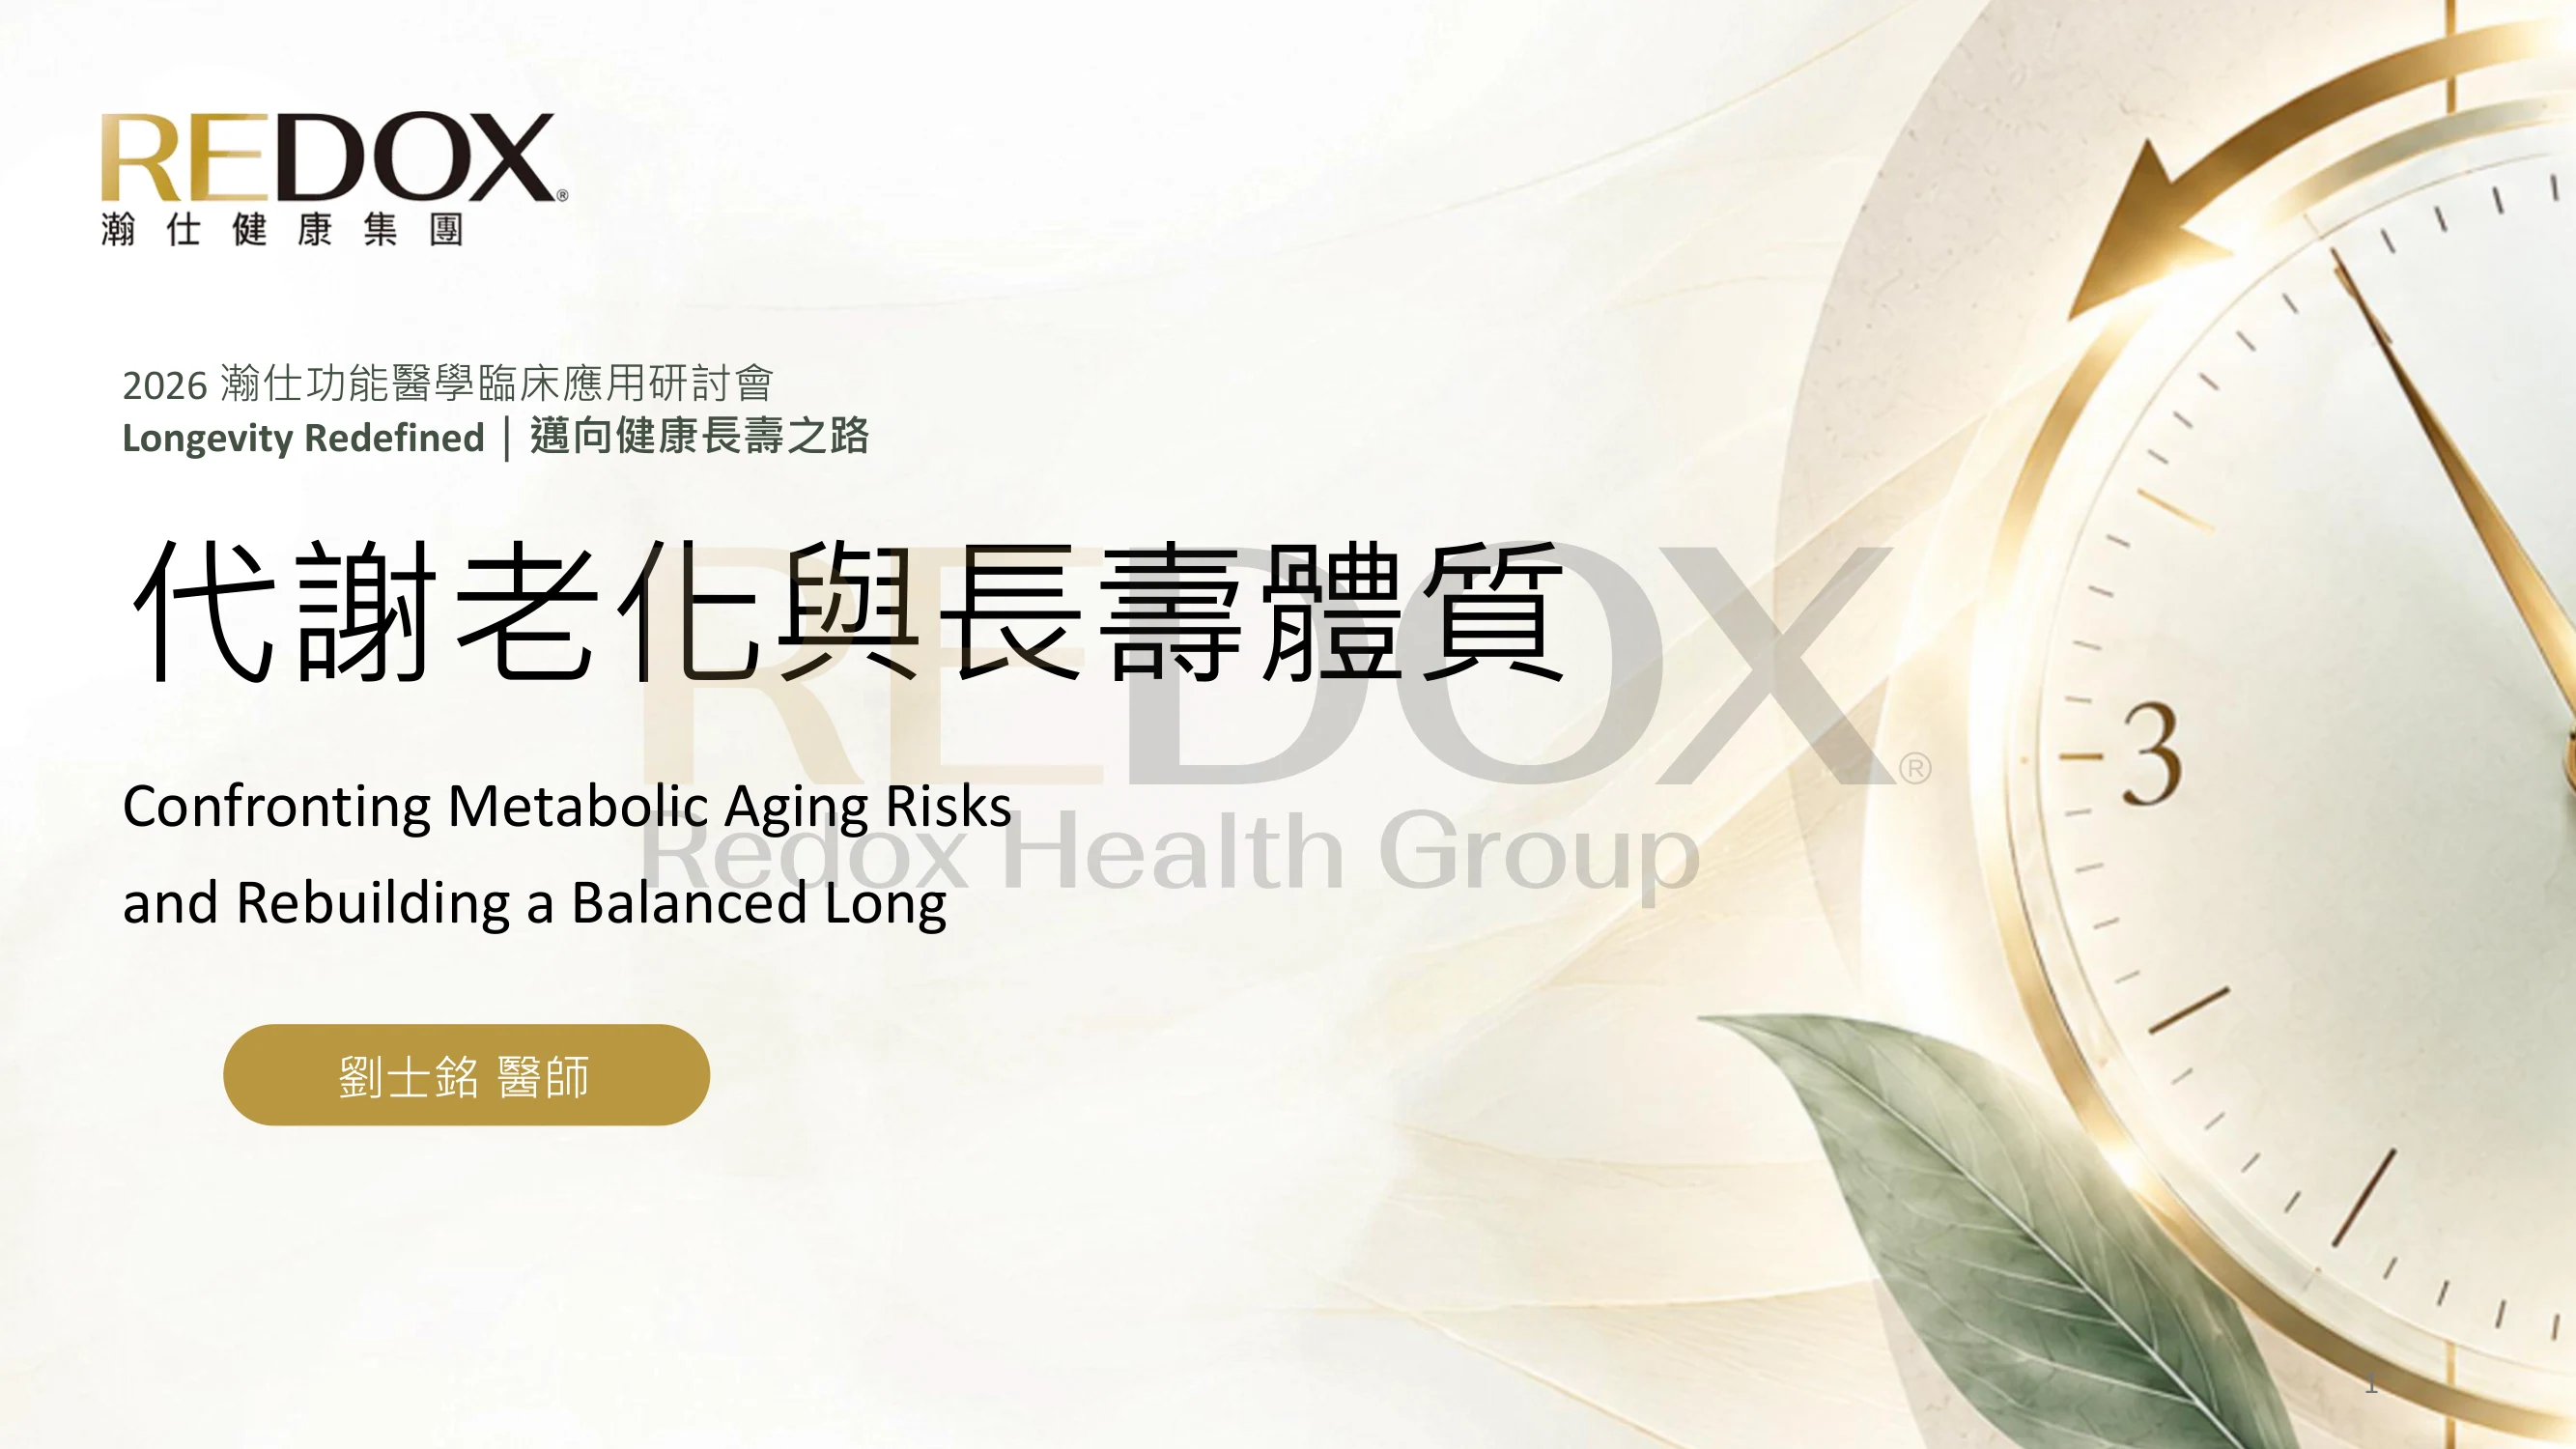 REDOX®
瀚仕健康集團
2026 瀚仕功能醫學臨床應用研討會
Longevity Redefined｜邁向健康長壽之路
代謝老化與長壽體質
REDOX®
Redox Health Group
Confronting Metabolic Aging Risks
and Rebuilding a Balanced Long
劉士銘 醫師
3
1